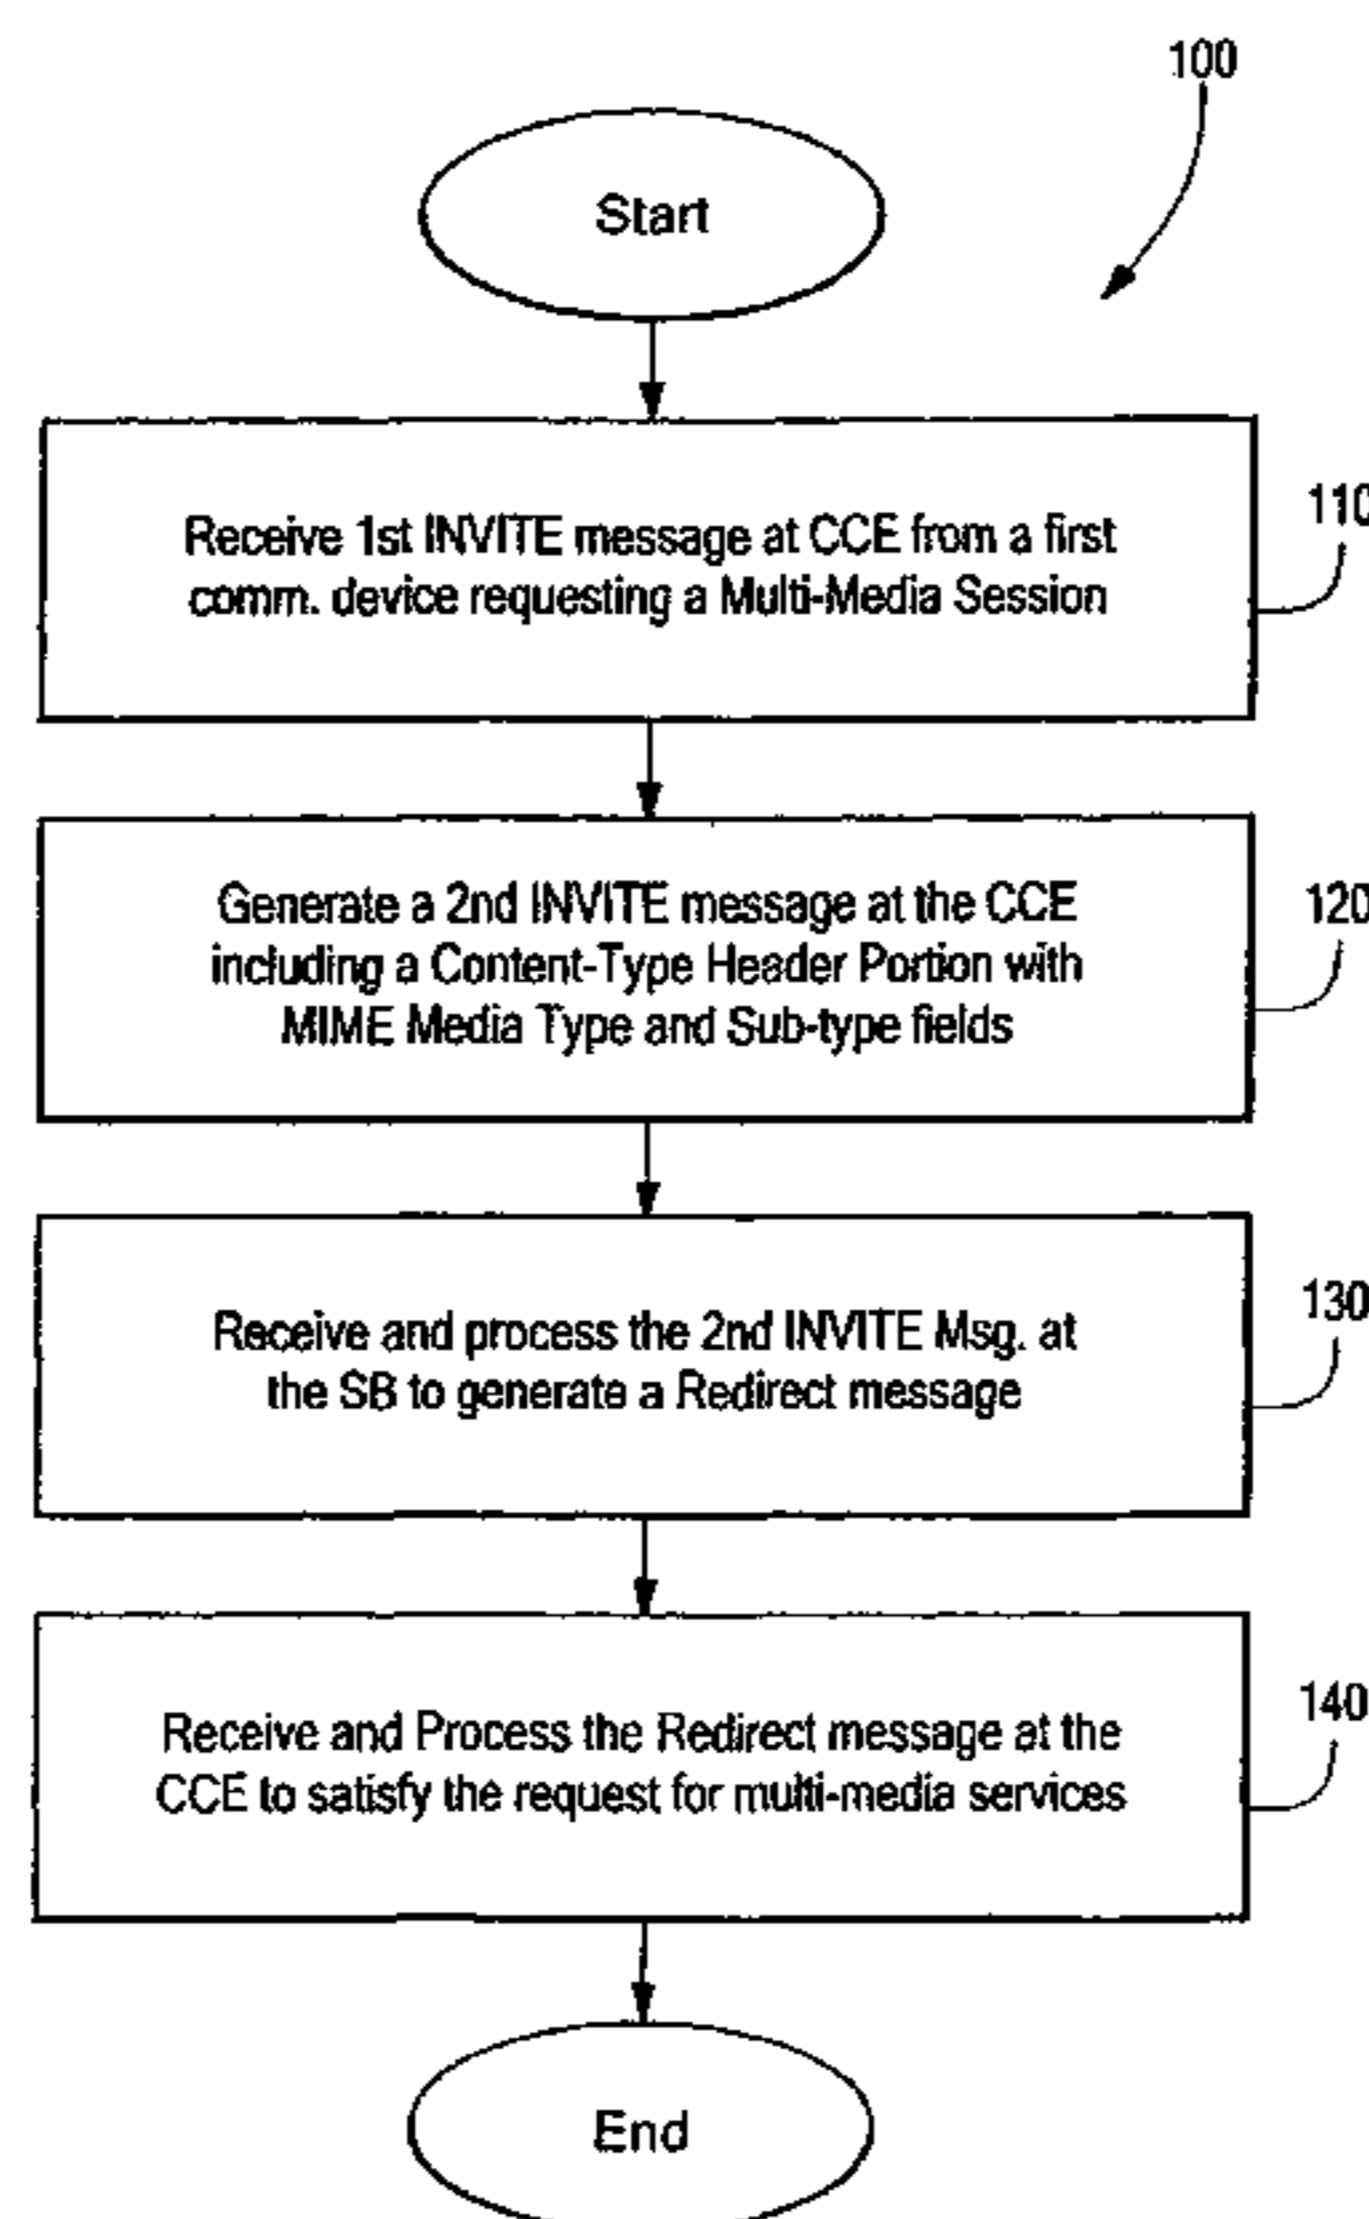 100
Start
Receive 1st INVITE message at CCE from a first
comm. device requesting a Multi-Media Session
110
Generate a 2nd INVITE message at the CCE
including a Content-Type Header Portion with
MIME Media Type and Sub-type fields
120
Receive and process the 2nd INVITE Msg. at
the SB to generate a Redirect message
130
Receive and Process the Redirect message at the
CCE to satisfy the request for multi-media services
140
End